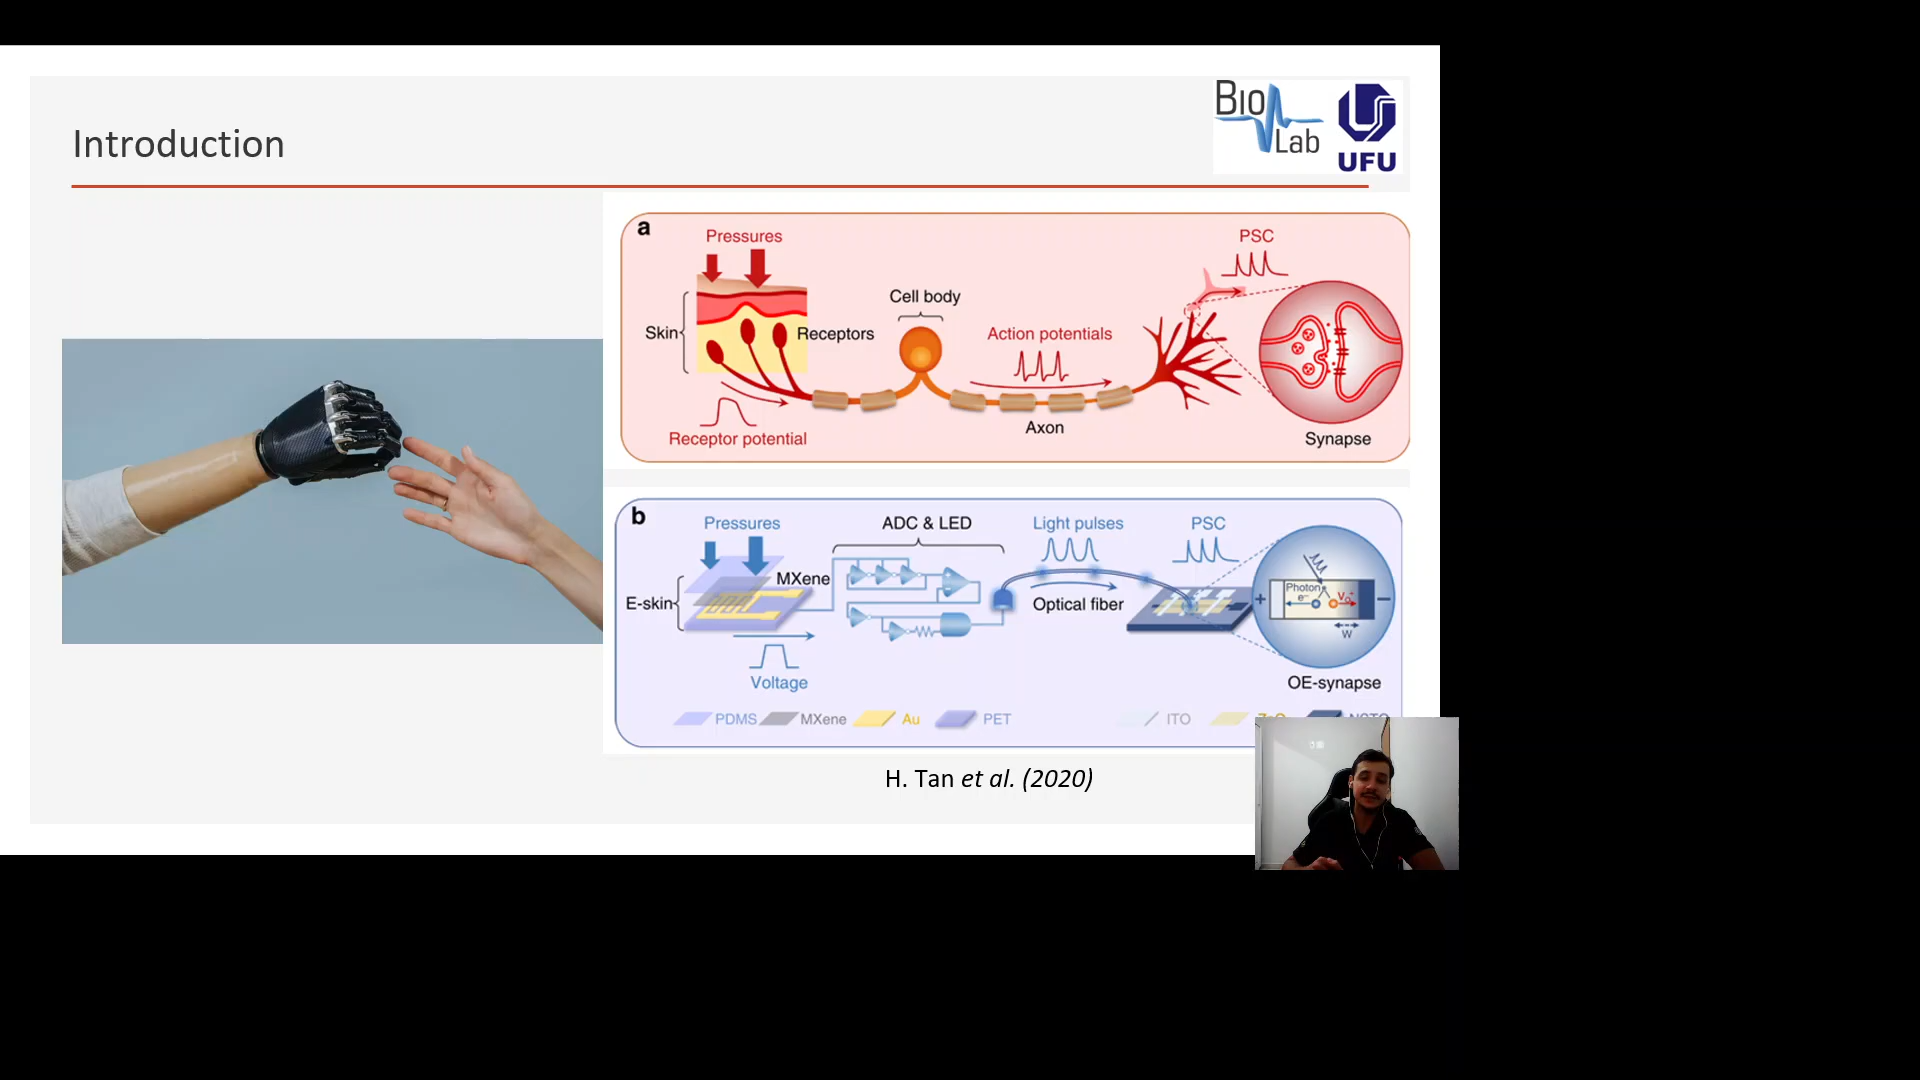 Introduction
BIO
Lab
UFU
a
Pressures
PSC
Cell body
Skin
Receptors
Action potentials
Receptor potential
Axon
Synapse
b
Pressures
ADC & LED
Light pulses
PSC
MXene
E-skin
Optical fiber
Photon
e⁻
V₀⁺
+
−
W
Voltage
OE-synapse
PDMS
MXene
Au
PET
ITO
H. Tan et al. (2020)